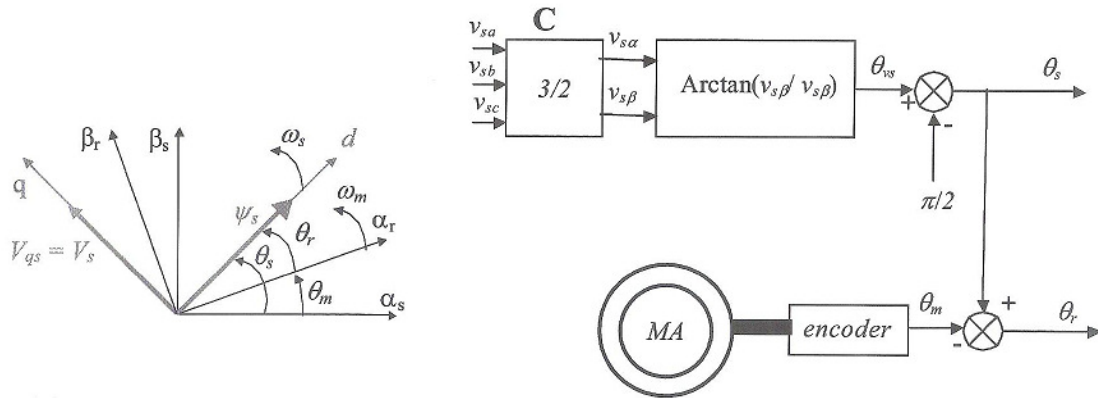 C
v_sa
v_sb
v_sc
3/2
v_sα
v_sβ
Arctan(v_sβ/ v_sβ)
θ_vs
+
-
π/2
θ_s
β_r
β_s
ω_s
d
q
ω_m
ψ_s
α_r
V_qs = V_s
θ_r
θ_s
θ_m
α_s
MA
encoder
θ_m
-
+
θ_r